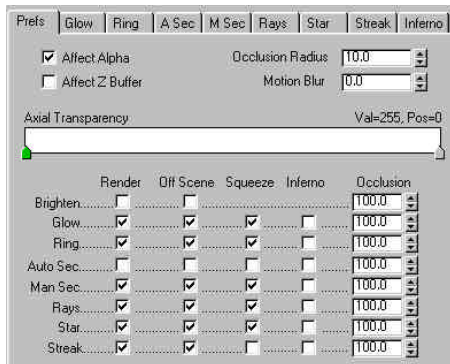 Prefs Glow Ring A Sec M Sec Rays Star Streak Inferno
Affect Alpha Occlusion Radius 10.0
Affect Z Buffer Motion Blur 0.0
Axial Transparency Val=255, Pos=0
Render Off Scene Squeeze Inferno Occlusion
Brighten 100.0
Glow 100.0
Ring 100.0
Auto Sec 100.0
Man Sec 100.0
Rays 100.0
Star 100.0
Streak 100.0